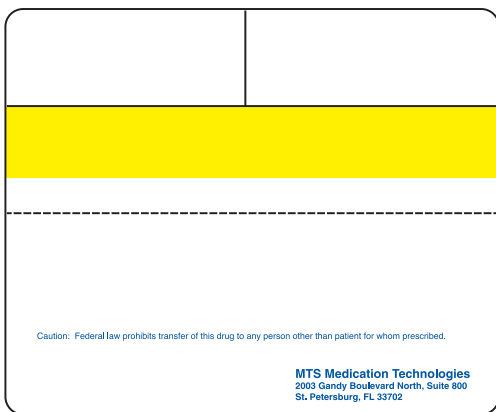 Caution: Federal law prohibits transfer of this drug to any person other than patient for whom prescribed.
MTS Medication Technologies
2003 Gandy Boulevard North, Suite 800
St. Petersburg, FL 33702